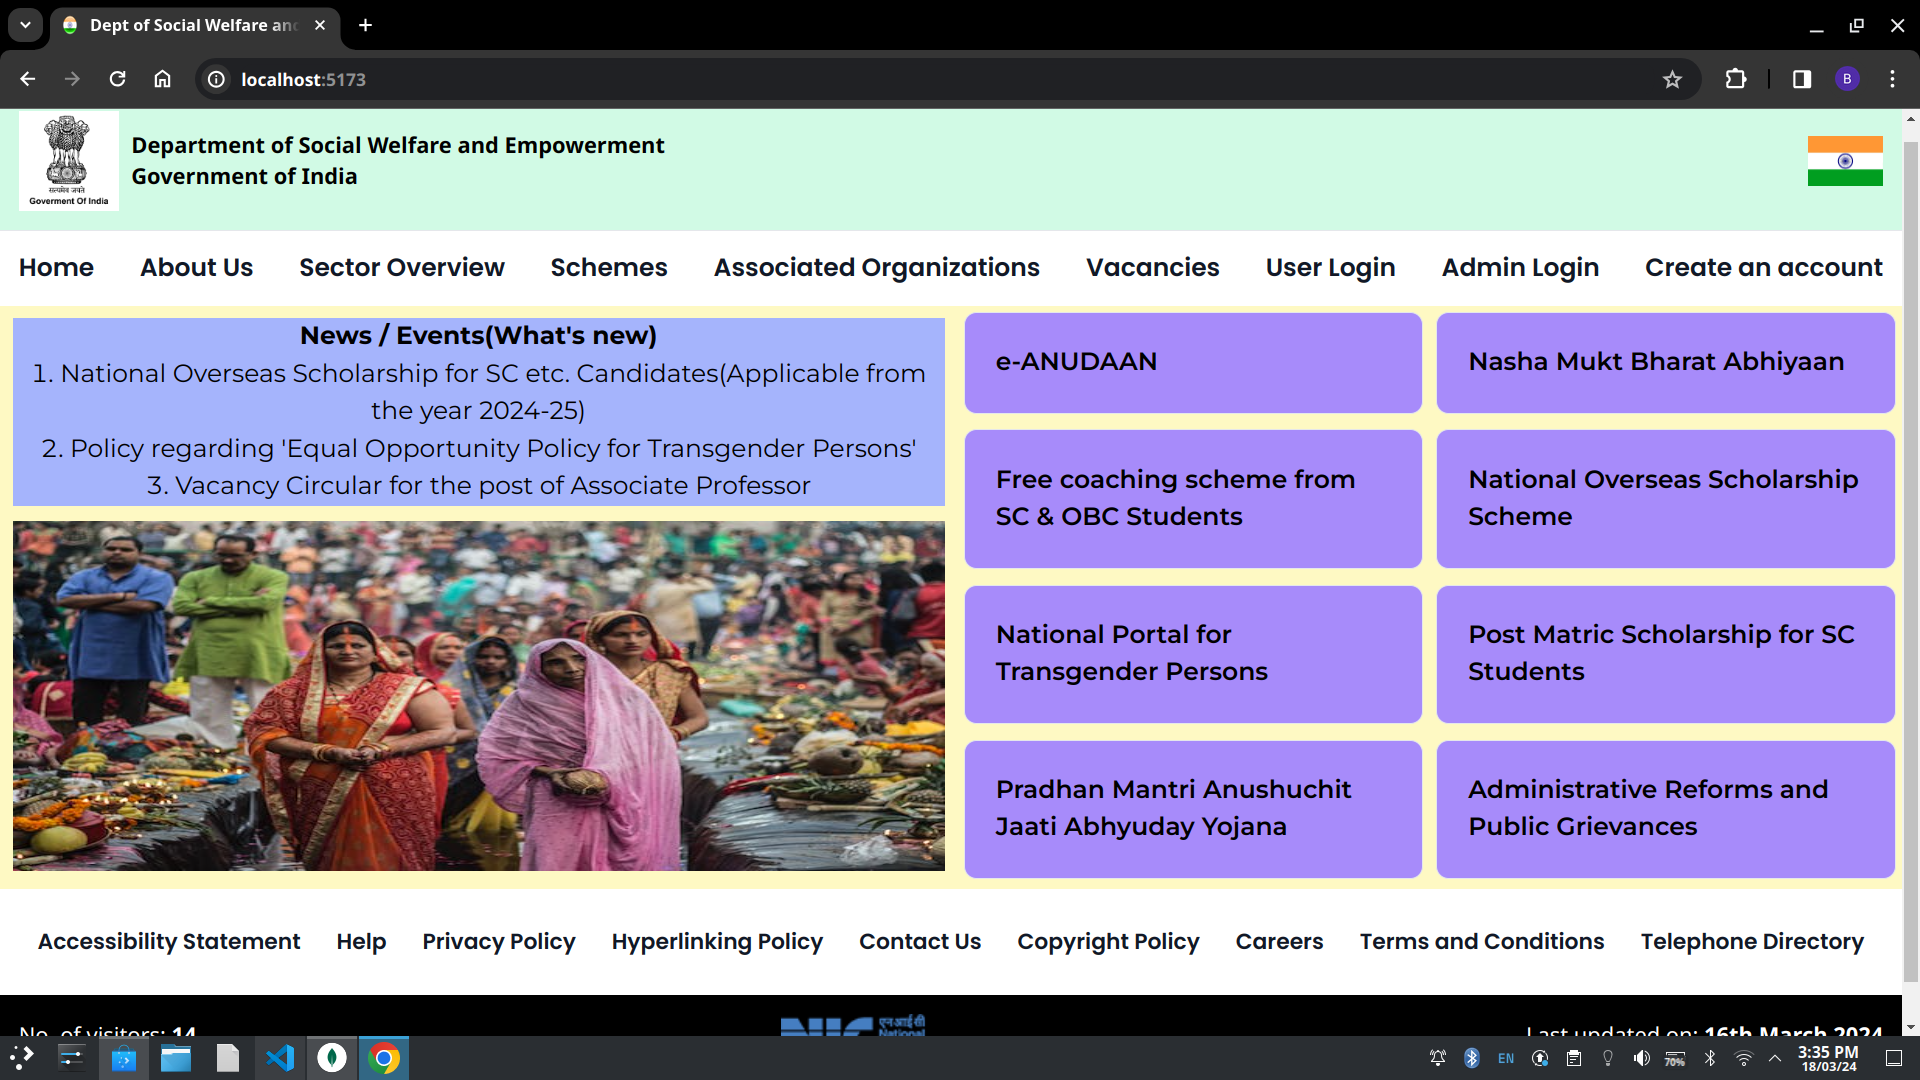 Dept of Social Welfare and
localhost:5173
B
सत्यमेव जयते
Goverment Of India
Department of Social Welfare and Empowerment
Government of India
Home About Us Sector Overview Schemes Associated Organizations Vacancies User Login Admin Login Create an account
News / Events(What's new)
1. National Overseas Scholarship for SC etc. Candidates(Applicable from
the year 2024-25)
2. Policy regarding 'Equal Opportunity Policy for Transgender Persons'
3. Vacancy Circular for the post of Associate Professor
e-ANUDAAN
Nasha Mukt Bharat Abhiyaan
Free coaching scheme from
SC & OBC Students
National Overseas Scholarship
Scheme
National Portal for
Transgender Persons
Post Matric Scholarship for SC
Students
Pradhan Mantri Anushuchit
Jaati Abhyuday Yojana
Administrative Reforms and
Public Grievances
Accessibility Statement Help Privacy Policy Hyperlinking Policy Contact Us Copyright Policy Careers Terms and Conditions Telephone Directory
No. of visitors: 14
NIC
एन आई सी
National
Last updated on: 16th March 2024
EN
70%
3:35 PM
18/03/24